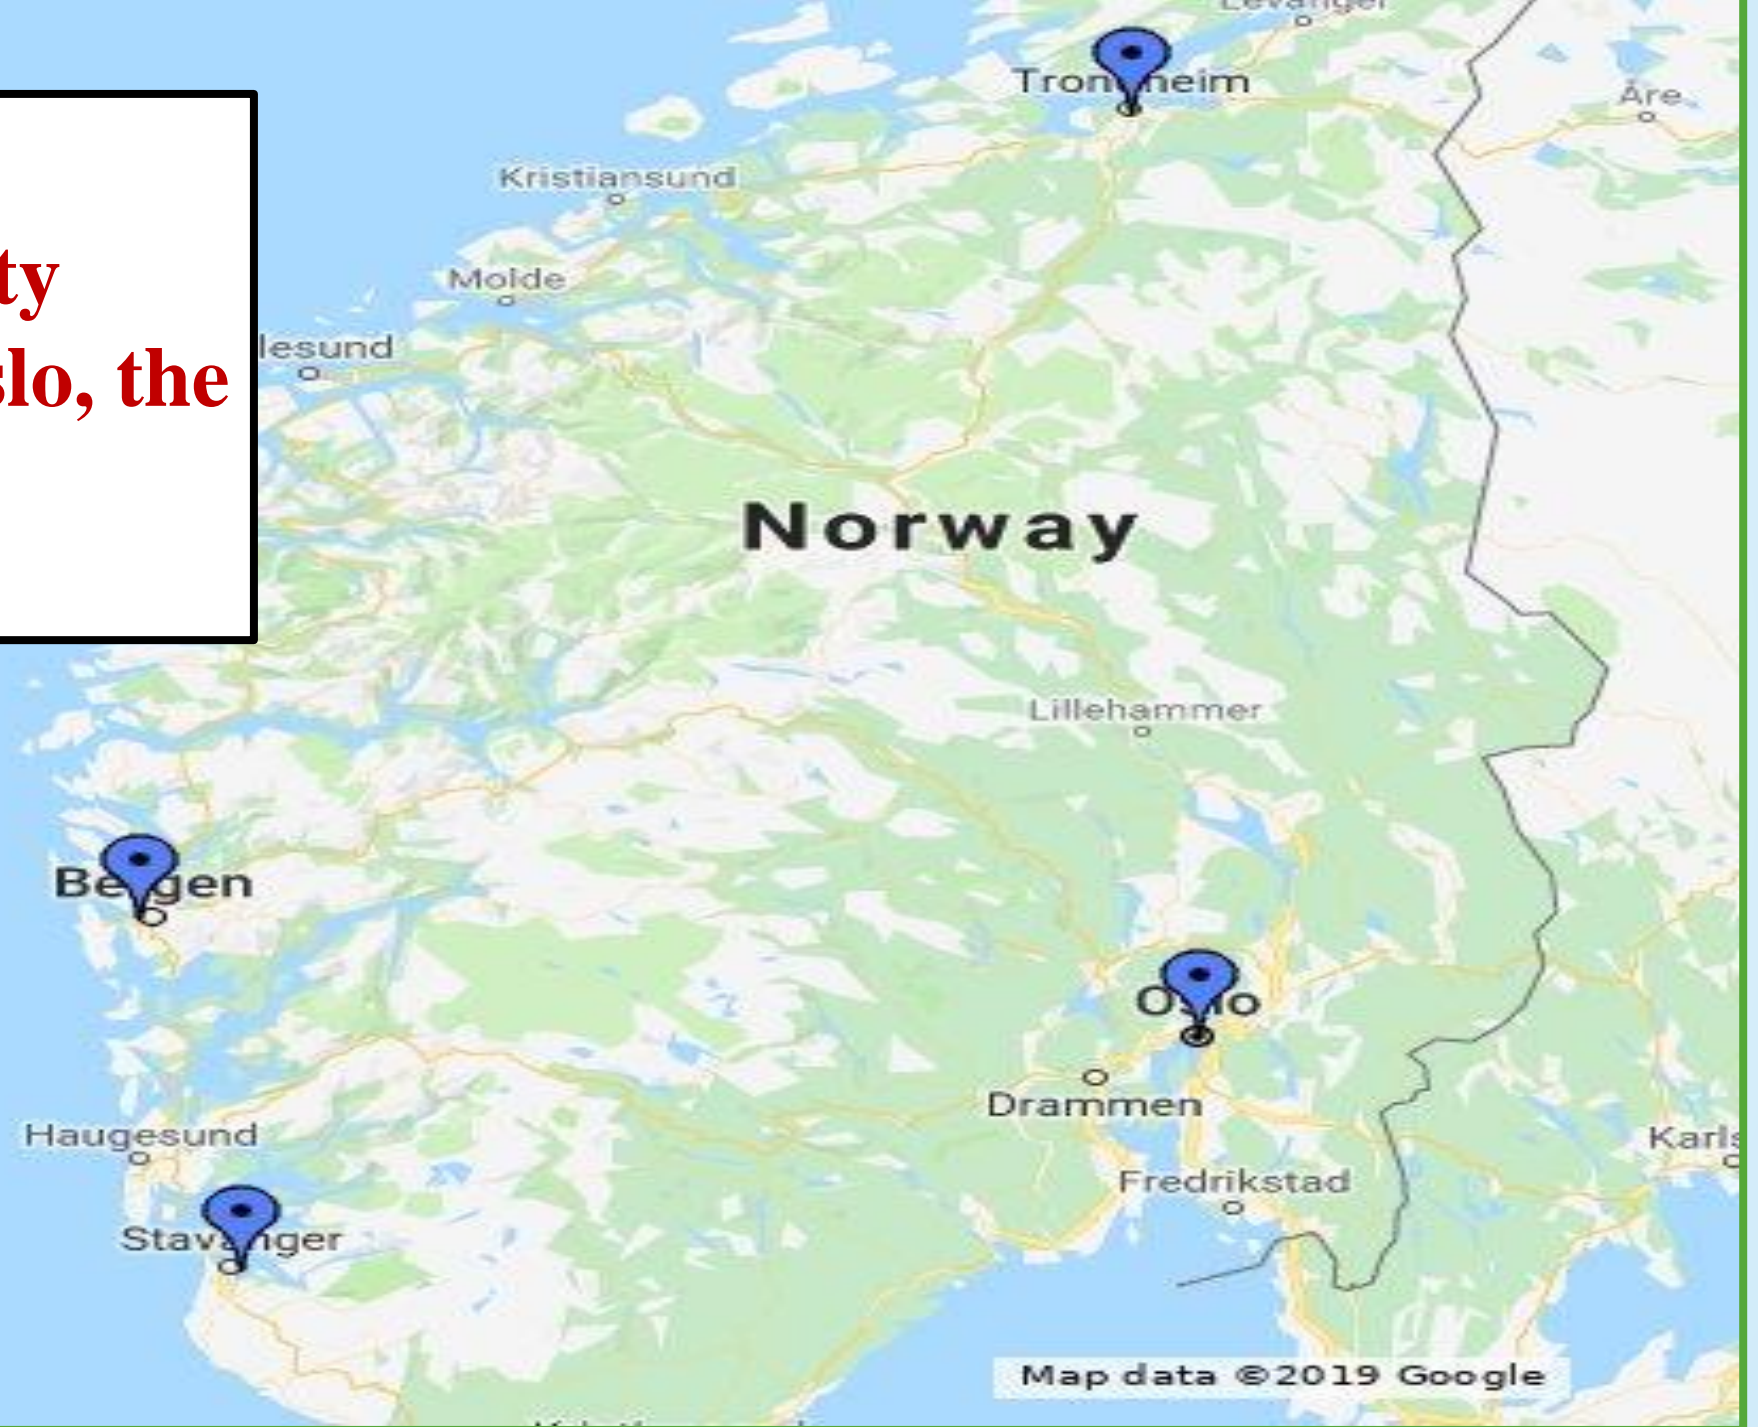 Levanger
Trondheim
Åre
Kristiansund
ty
Molde
lesund
slo, the
Norway
Lillehammer
Bergen
Oslo
Drammen
Haugesund
Karls
Fredrikstad
Stavanger
Map data ©2019 Google